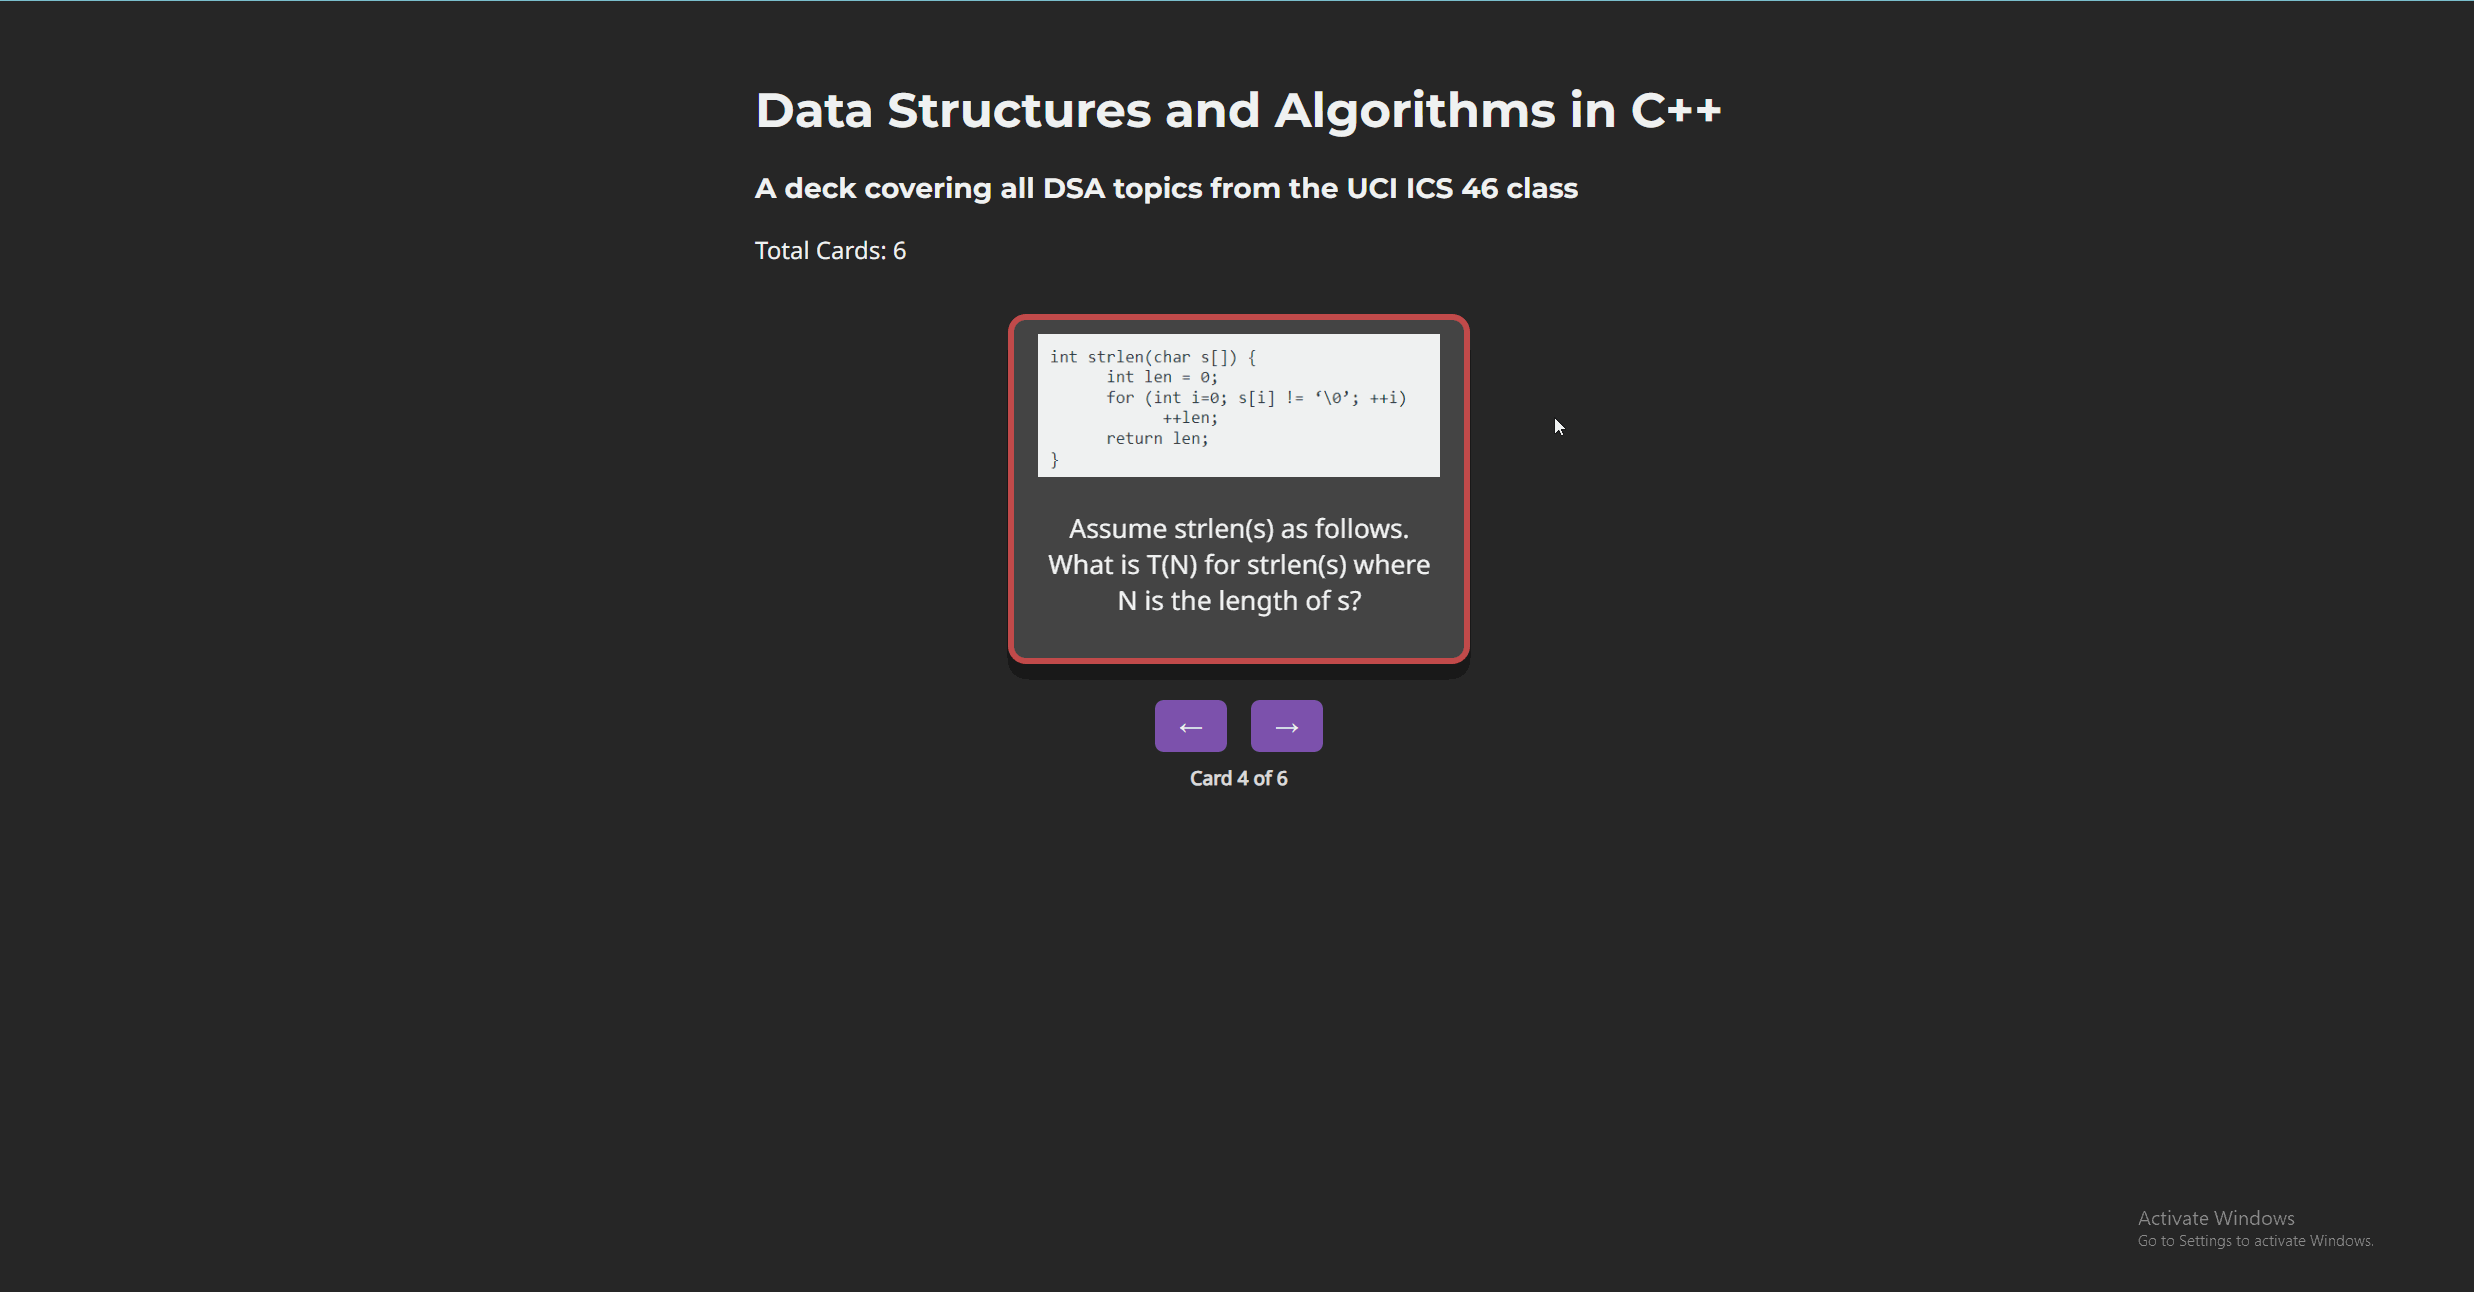 Data Structures and Algorithms in C++
A deck covering all DSA topics from the UCI ICS 46 class
Total Cards: 6
int strlen(char s[]) {
int len = 0;
for (int i=0; s[i] != ‘\0’; ++i)
++len;
return len;
}
Assume strlen(s) as follows.
What is T(N) for strlen(s) where
N is the length of s?
← →
Card 4 of 6
Activate Windows
Go to Settings to activate Windows.